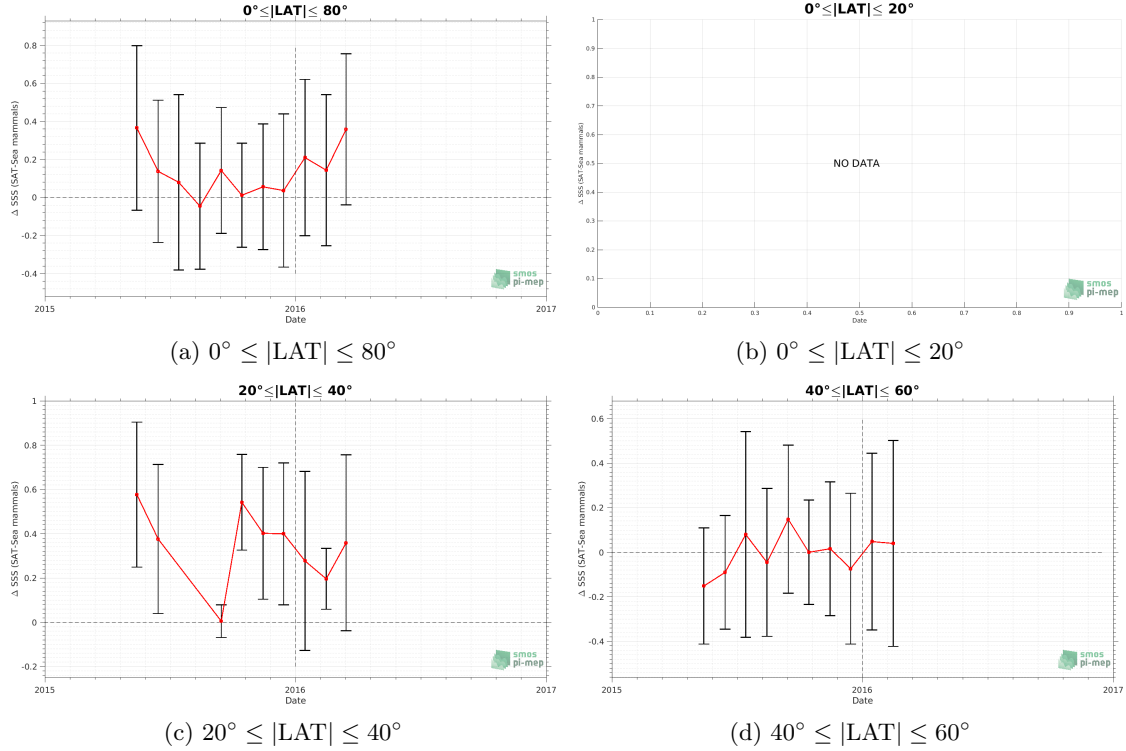 0°≤|LAT|≤ 80°
Δ SSS (SAT-Sea mammals)
0.8
0.6
0.4
0.2
0
-0.2
-0.4
2015
2016
2017
Date
smos
pi-mep
(a) 0° ≤ |LAT| ≤ 80°
0°≤|LAT|≤ 20°
Δ SSS (SAT-Sea mammals)
1
0.9
0.8
0.7
0.6
0.5
0.4
0.3
0.2
0.1
0
NO DATA
0
0.1
0.2
0.3
0.4
0.5
0.6
0.7
0.8
0.9
1
Date
smos
pi-mep
(b) 0° ≤ |LAT| ≤ 20°
20°≤|LAT|≤ 40°
Δ SSS (SAT-Sea mammals)
1
0.8
0.6
0.4
0.2
0
-0.2
2015
2016
2017
Date
smos
pi-mep
(c) 20° ≤ |LAT| ≤ 40°
40°≤|LAT|≤ 60°
Δ SSS (SAT-Sea mammals)
0.6
0.4
0.2
0
-0.2
-0.4
2015
2016
2017
Date
smos
pi-mep
(d) 40° ≤ |LAT| ≤ 60°